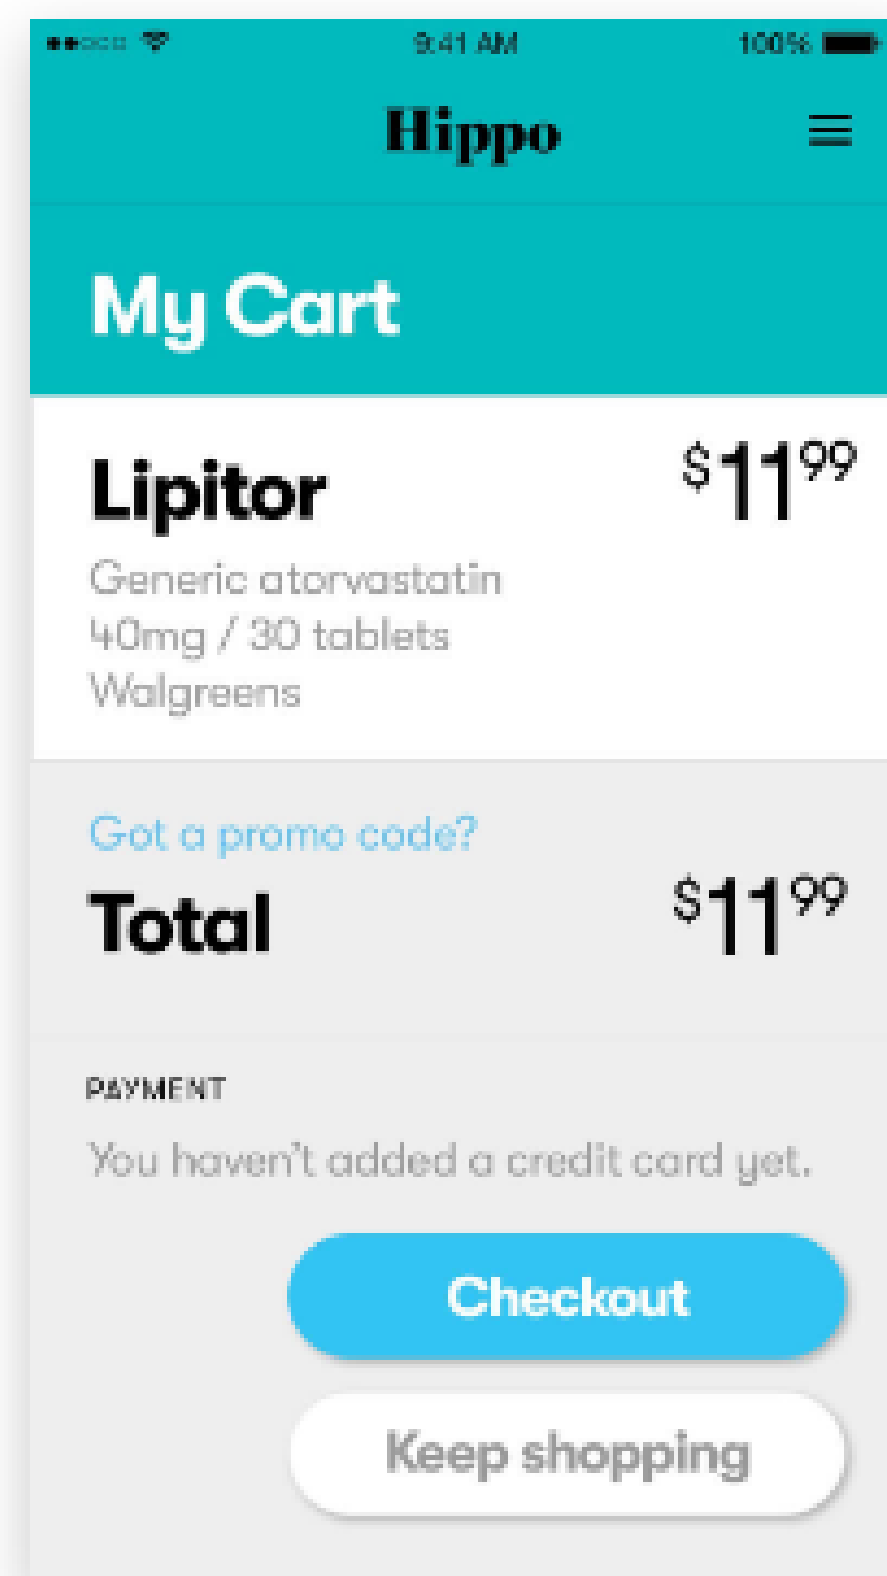 9:41 AM 100%
Hippo
My Cart
Lipitor $1199
Generic atorvastatin
40mg / 30 tablets
Walgreens
Got a promo code?
Total $1199
PAYMENT
You haven't added a credit card yet.
Checkout
Keep shopping